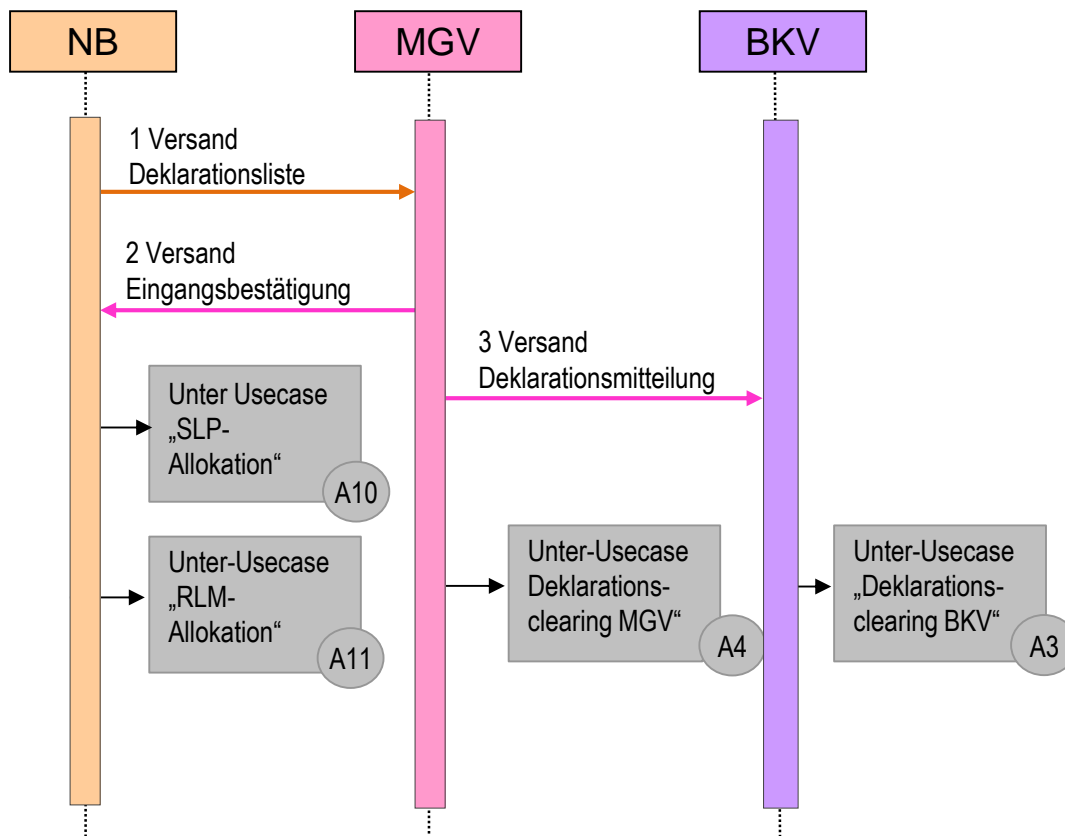 NB
MGV
BKV
1 Versand
Deklarationsliste
2 Versand
Eingangsbestätigung
3 Versand
Deklarationsmitteilung
Unter Usecase
„SLP-
Allokation“
A10
Unter-Usecase
„RLM-
Allokation“
A11
Unter-Usecase
Deklarations-
clearing MGV“
A4
Unter-Usecase
„Deklarations-
clearing BKV“
A3